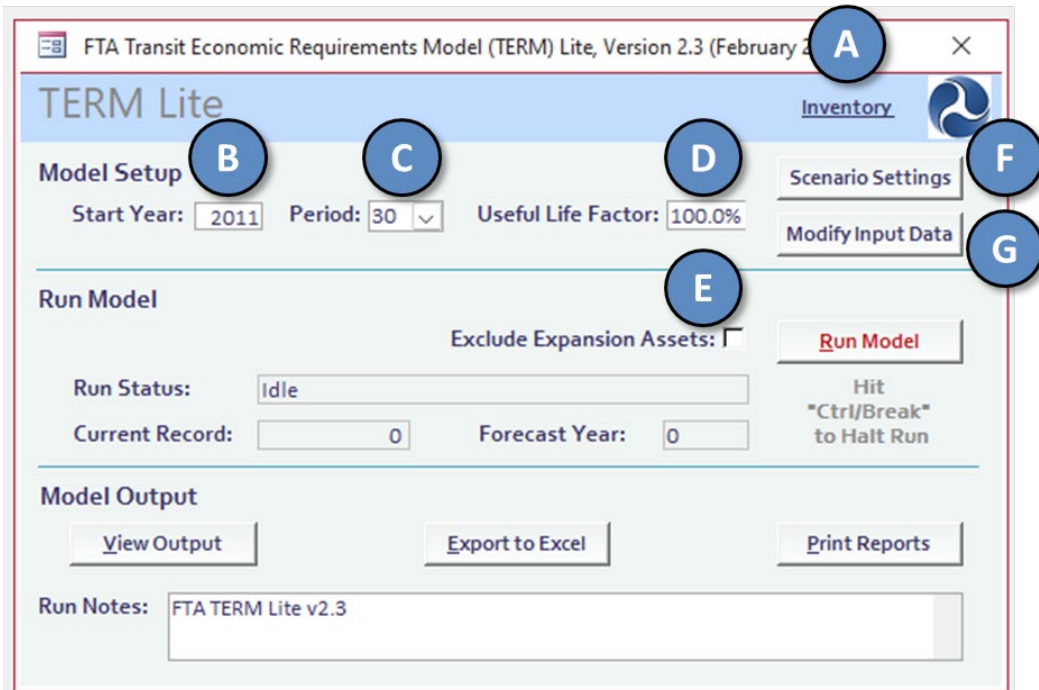 FTA Transit Economic Requirements Model (TERM) Lite, Version 2.3 (February 2
A
TERM Lite
Inventory
B
C
D
F
Model Setup
Scenario Settings
Start Year: 2011 Period: 30 Useful Life Factor: 100.0%
Modify Input Data
G
E
Run Model
Exclude Expansion Assets:
Run Model
Run Status: Idle
Hit
"Ctrl/Break"
to Halt Run
Current Record: 0 Forecast Year: 0
Model Output
View Output Export to Excel Print Reports
Run Notes: FTA TERM Lite v2.3